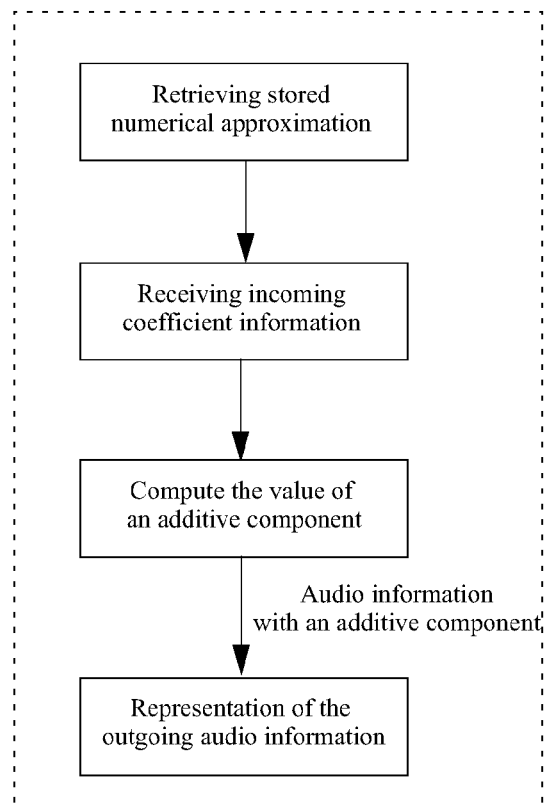 Retrieving stored
numerical approximation
Receiving incoming
coefficient information
Compute the value of
an additive component
Audio information
with an additive component
Representation of the
outgoing audio information